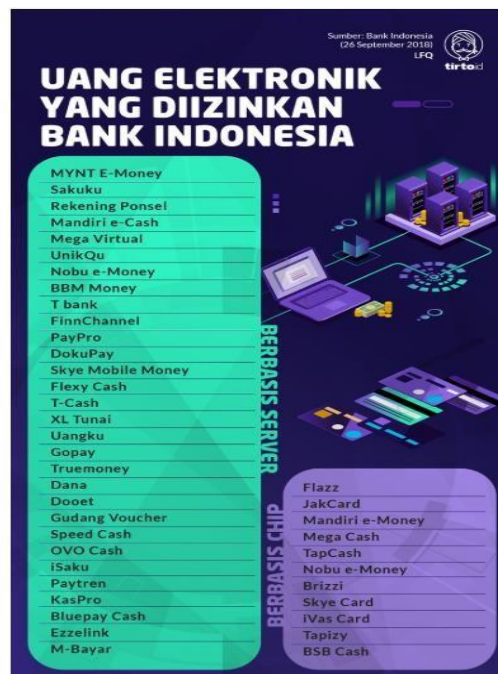 Sumber: Bank Indonesia
(26 September 2018)
LFQ
tirto.id
UANG ELEKTRONIK
YANG DIIZINKAN
BANK INDONESIA
MYNT E-Money
Sakuku
Rekening Ponsel
Mandiri e-Cash
Mega Virtual
UnikQu
Nobu e-Money
BBM Money
T bank
FinnChannel
PayPro
DokuPay
Skye Mobile Money
Flexy Cash
T-Cash
XL Tunai
Uangku
Gopay
Truemoney
Dana
Dooet
Gudang Voucher
Speed Cash
OVO Cash
iSaku
Paytren
KasPro
Bluepay Cash
Ezzelink
M-Bayar
BERBASIS SERVER
BERBASIS CHIP
Flazz
JakCard
Mandiri e-Money
Mega Cash
TapCash
Nobu e-Money
Brizzi
Skye Card
iVas Card
Tapizy
BSB Cash